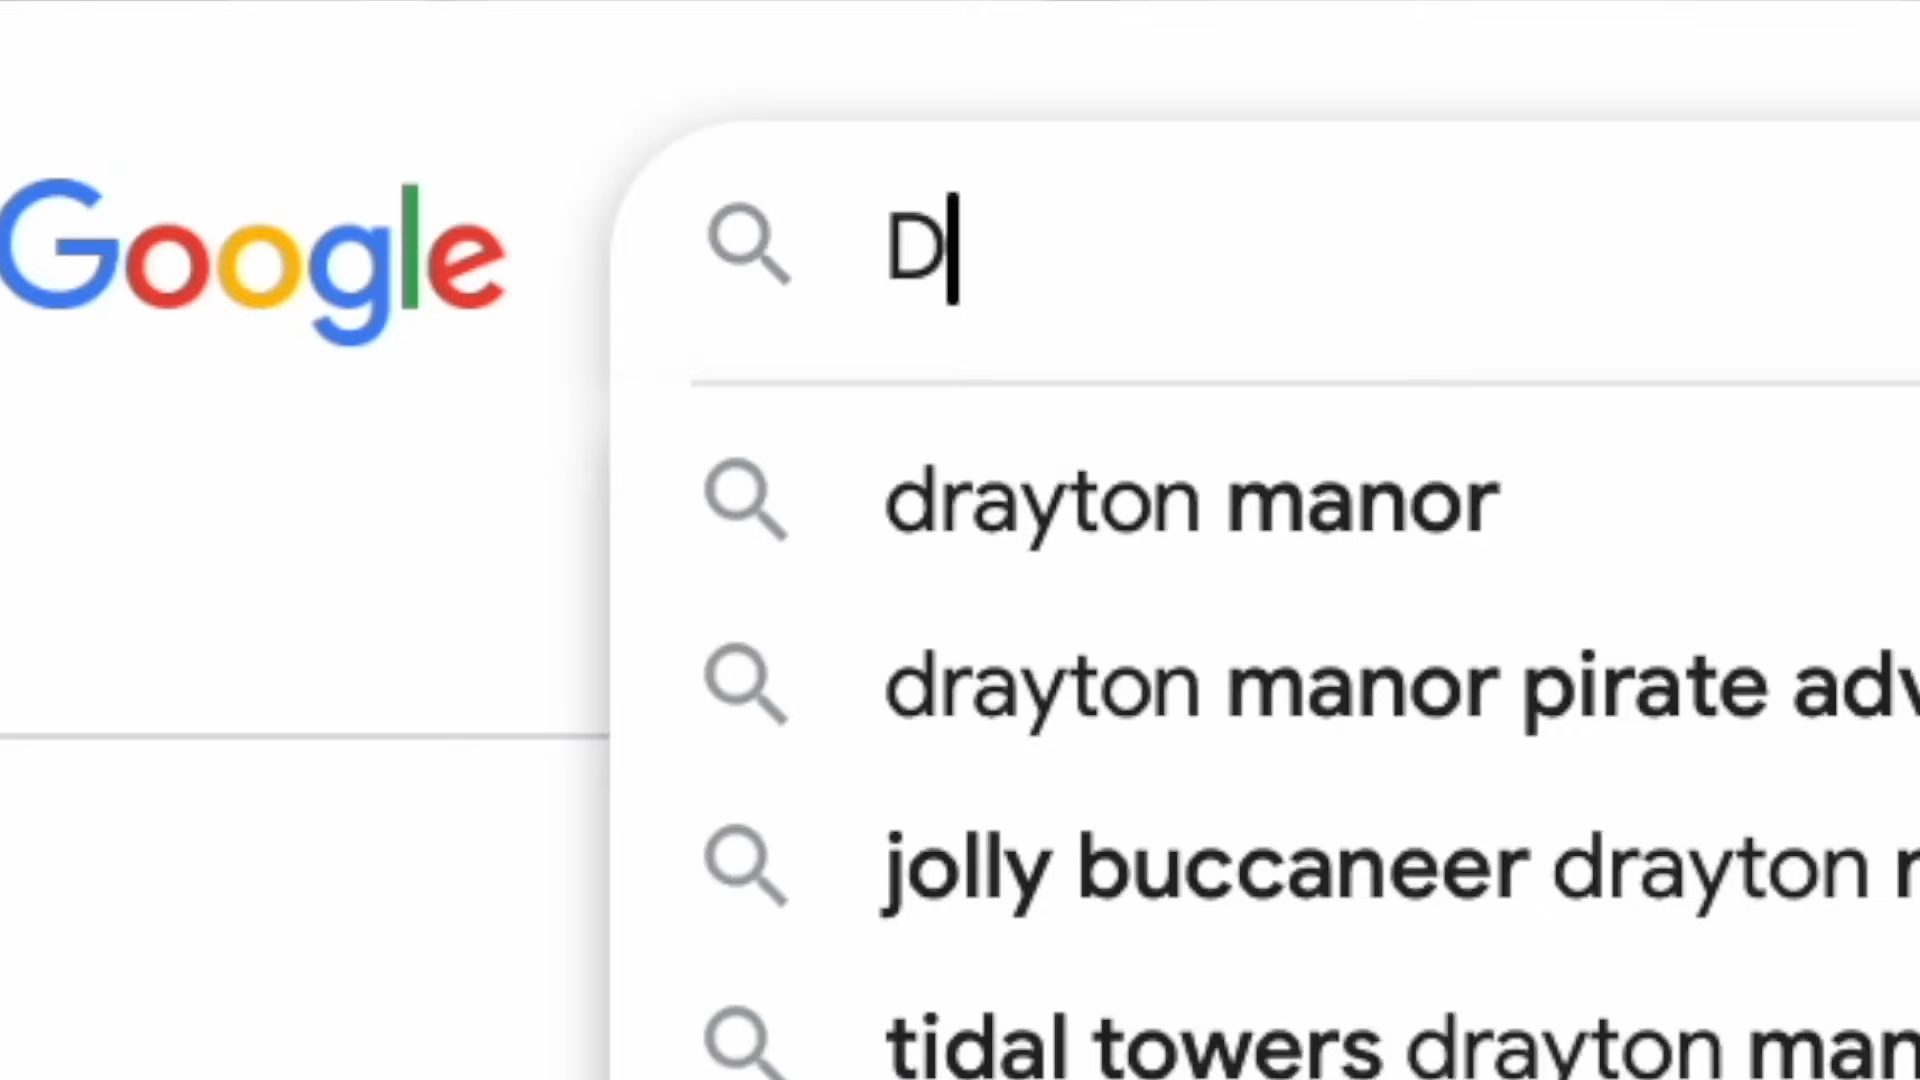 Google
D
drayton manor
drayton manor pirate
jolly buccaneer drayton
tidal towers drayton